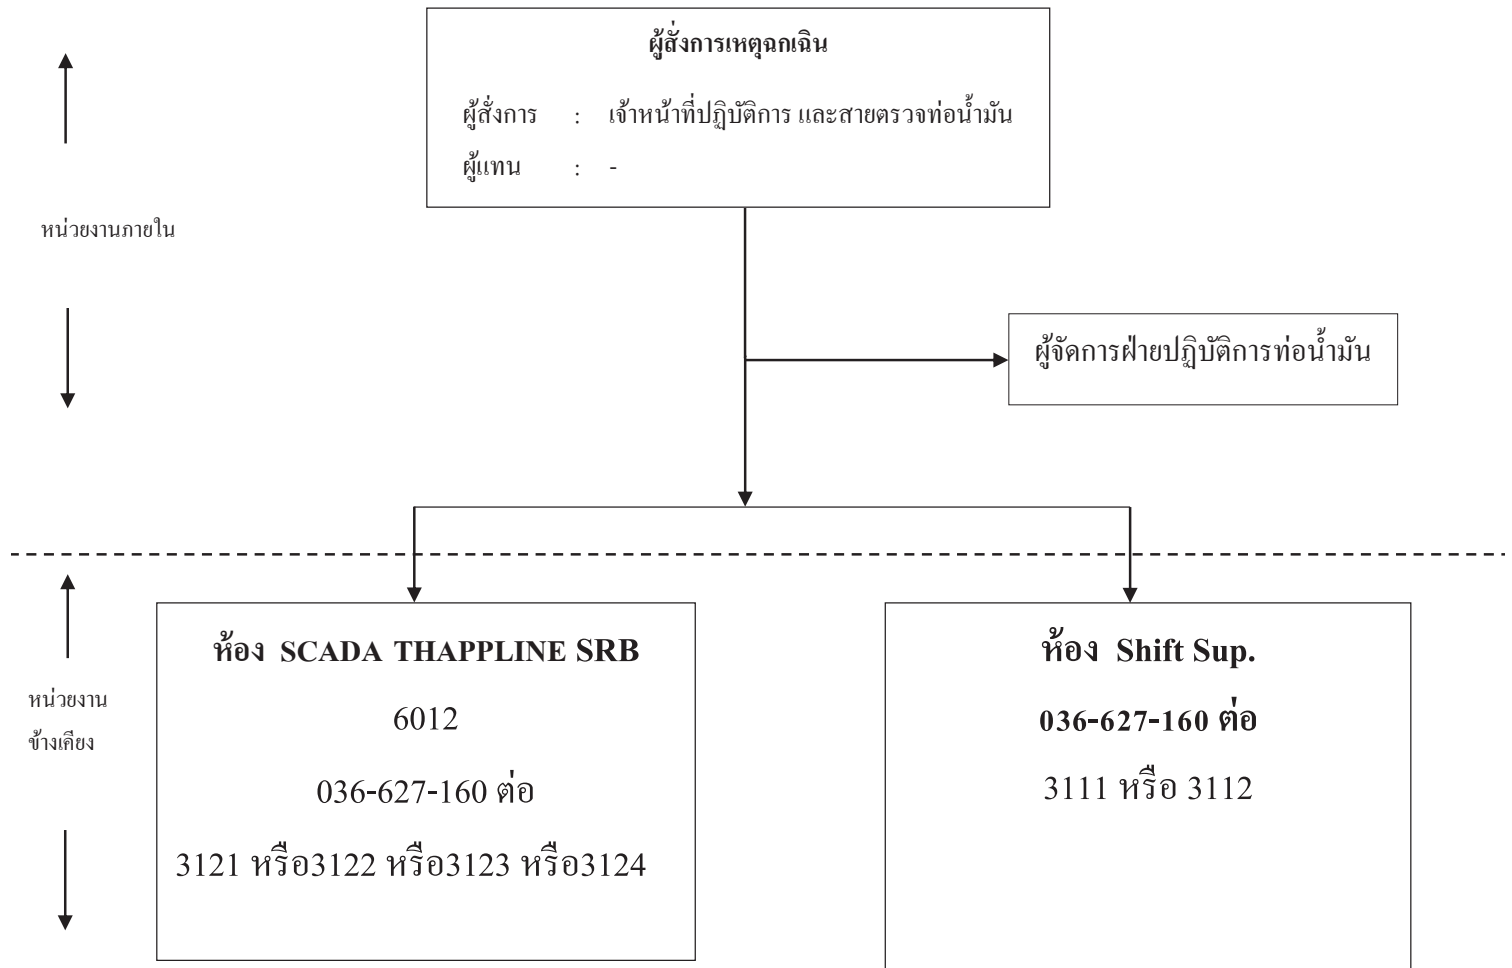 ผู้สั่งการเหตุฉกเฉิน
ผู้สั่งการ : เจ้าหน้าที่ปฏิบัติการ และสายตรวจท่อน้ำมัน
ผู้แทน : -
หน่วยงานภายใน
ผู้จัดการฝ่ายปฏิบัติการท่อน้ำมัน
หน่วยงาน
ข้างเคียง
ห้อง SCADA THAPPLINE SRB
6012
036-627-160 ต่อ
3121 หรือ3122 หรือ3123 หรือ3124
ห้อง Shift Sup.
036-627-160 ต่อ
3111 หรือ 3112